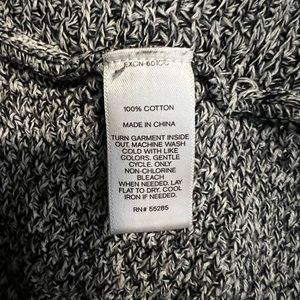 100% COTTON
MADE IN CHINA
TURN GARMENT INSIDE
OUT. MACHINE WASH
COLD WITH LIKE
COLORS. GENTLE
CYCLE. ONLY
NON-CHLORINE
BLEACH
WHEN NEEDED. LAY
FLAT TO DRY. COOL
IRON IF NEEDED.
RN# 55285